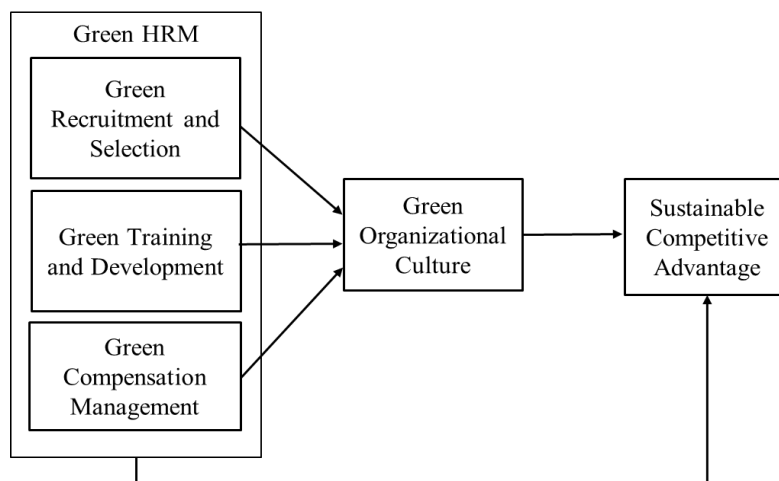 Green HRM
Green
Recruitment and
Selection
Green Training
and Development
Green
Compensation
Management
Green
Organizational
Culture
Sustainable
Competitive
Advantage